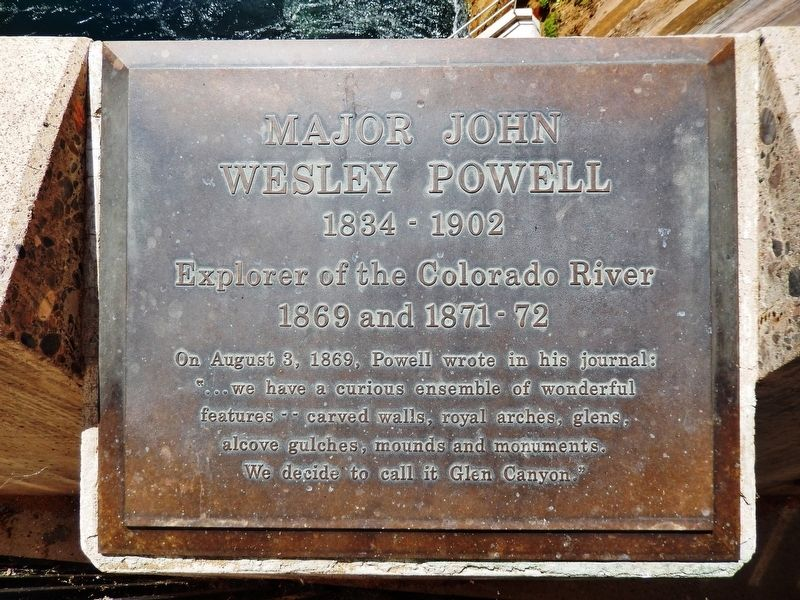 MAJOR JOHN
WESLEY POWELL
1834 - 1902
Explorer of the Colorado River
1869 and 1871 - 72
On August 3, 1869, Powell wrote in his journal:
"...we have a curious ensemble of wonderful
features -- carved walls, royal arches, glens,
alcove gulches, mounds and monuments.
We decide to call it Glen Canyon."